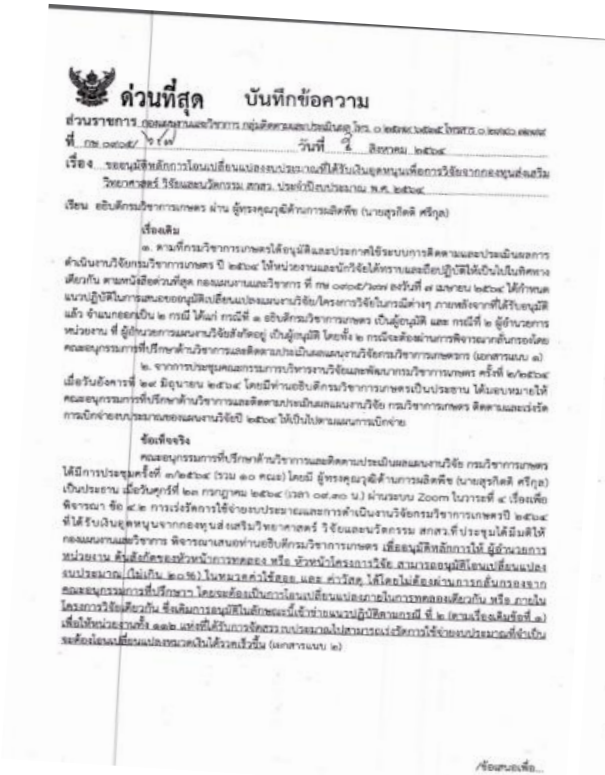 ด่วนที่สุด บันทึกข้อความ
ส่วนราชการ กองแผนงานและวิชาการ กลุ่มติดตามและประเมินผล โทร.
ที่ กษ ๐๙๐๕/ วันที่ สิงหาคม ๒๕๖๔
เรื่อง ขออนุมัติหลักการโอนเปลี่ยนแปลงงบประมาณที่ได้รับเงินอุดหนุนเพื่อการวิจัยจากกองทุนส่งเสริม
วิทยาศาสตร์ วิจัยและนวัตกรรม สกสว. ประจำปีงบประมาณ พ.ศ. ๒๕๖๔
เรียน อธิบดีกรมวิชาการเกษตร ผ่าน ผู้ทรงคุณวุฒิด้านการผลิตพืช (นายสุรกิตติ ศรีกุล)
เรื่องเดิม
๑. ตามที่กรมวิชาการเกษตรได้อนุมัติและประกาศใช้ระบบการติดตามและประเมินผลการ
ดำเนินงานวิจัยกรมวิชาการเกษตร ปี ๒๕๖๔ ให้หน่วยงานและนักวิจัยได้ทราบและถือปฏิบัติให้เป็นไปในทิศทาง
เดียวกัน ตามหนังสือด่วนที่สุด กองแผนงานและวิชาการ ที่ กษ ๐๙๐๕/ ลงวันที่ ๗ เมษายน ๒๕๖๔ ได้กำหนด
แนวปฏิบัติในการเสนอขออนุมัติเปลี่ยนแปลงแผนงานวิจัย/โครงการวิจัยในกรณีต่างๆ ภายหลังจากที่ได้รับอนุมัติ
แล้ว จำแนกออกเป็น ๒ กรณี ได้แก่ กรณีที่ ๑ อธิบดีกรมวิชาการเกษตร เป็นผู้อนุมัติ และ กรณีที่ ๒ ผู้อำนวยการ
หน่วยงาน ที่ ผู้อำนวยการแผนงานวิจัยสังกัดอยู่ เป็นผู้อนุมัติ โดยทั้ง ๒ กรณีจะต้องผ่านการพิจารณากลั่นกรองโดย
คณะอนุกรรมการที่ปรึกษาด้านวิชาการและติดตามประเมินผลแผนงานวิจัยกรมวิชาการเกษตรการ (เอกสารแนบ ๑)
๒. จากการประชุมคณะกรรมการบริหารงานวิจัยและพัฒนากรมวิชาการเกษตร ครั้งที่ ๒/๒๕๖๔
เมื่อวันอังคารที่ ๒๙ มิถุนายน ๒๕๖๔ โดยมีท่านอธิบดีกรมวิชาการเกษตรเป็นประธาน ได้มอบหมายให้
คณะอนุกรรมการที่ปรึกษาด้านวิชาการและติดตามประเมินผลแผนงานวิจัย กรมวิชาการเกษตร ติดตามและเร่งรัด
การเบิกจ่ายงบประมาณของแผนงานวิจัยปี ๒๕๖๔ ให้เป็นไปตามแผนการเบิกจ่าย
ข้อเท็จจริง
คณะอนุกรรมการที่ปรึกษาด้านวิชาการและติดตามประเมินผลแผนงานวิจัย กรมวิชาการเกษตร
ได้มีการประชุมครั้งที่ ๓/๒๕๖๔ (รวม ๑๐ คณะ) โดยมี ผู้ทรงคุณวุฒิด้านการผลิตพืช (นายสุรกิตติ ศรีกุล)
เป็นประธาน เมื่อวันศุกร์ที่ ๒๓ กรกฎาคม ๒๕๖๔ (เวลา ๐๙.๓๐ น.) ผ่านระบบ Zoom ในวาระที่ ๔ เรื่องเพื่อ
พิจารณา ข้อ ๔.๒ การเร่งรัดการใช้จ่ายงบประมาณและการดำเนินงานวิจัยกรมวิชาการเกษตรปี ๒๕๖๔
ที่ได้รับเงินอุดหนุนจากกองทุนส่งเสริมวิทยาศาสตร์ วิจัยและนวัตกรรม สกสว.ที่ประชุมได้มีมติให้
กองแผนงานและวิชาการ พิจารณาเสนอท่านอธิบดีกรมวิชาการเกษตร เพื่ออนุมัติหลักการให้ ผู้อำนวยการ
หน่วยงาน ต้นสังกัดของหัวหน้าการทดลอง หรือ หัวหน้าโครงการวิจัย สามารถอนุมัติโอนเปลี่ยนแปลง
งบประมาณ (ไม่เกิน ๒๐%) ในหมวดค่าใช้สอย และ ค่าวัสดุ ได้โดยไม่ต้องผ่านการกลั่นกรองจาก
คณะอนุกรรมการที่ปรึกษาฯ โดยจะต้องเป็นการโอนเปลี่ยนแปลงภายในการทดลองเดียวกัน หรือ ภายใน
โครงการวิจัยเดียวกัน ซึ่งเดิมการอนุมัติในลักษณะนี้เข้าข่ายแนวปฏิบัติตามกรณี ที่ ๒ (ตามเรื่องเดิมข้อที่ ๑)
เพื่อให้หน่วยงานทั้ง ๑๑๒ แห่งที่ได้รับการจัดสรรงบประมาณไปสามารถเร่งรัดการใช้จ่ายงบประมาณที่จำเป็น
จะต้องโอนเปลี่ยนแปลงหมวดเงินได้รวดเร็วขึ้น (เอกสารแนบ ๒)
/ข้อเสนอเพื่อ...